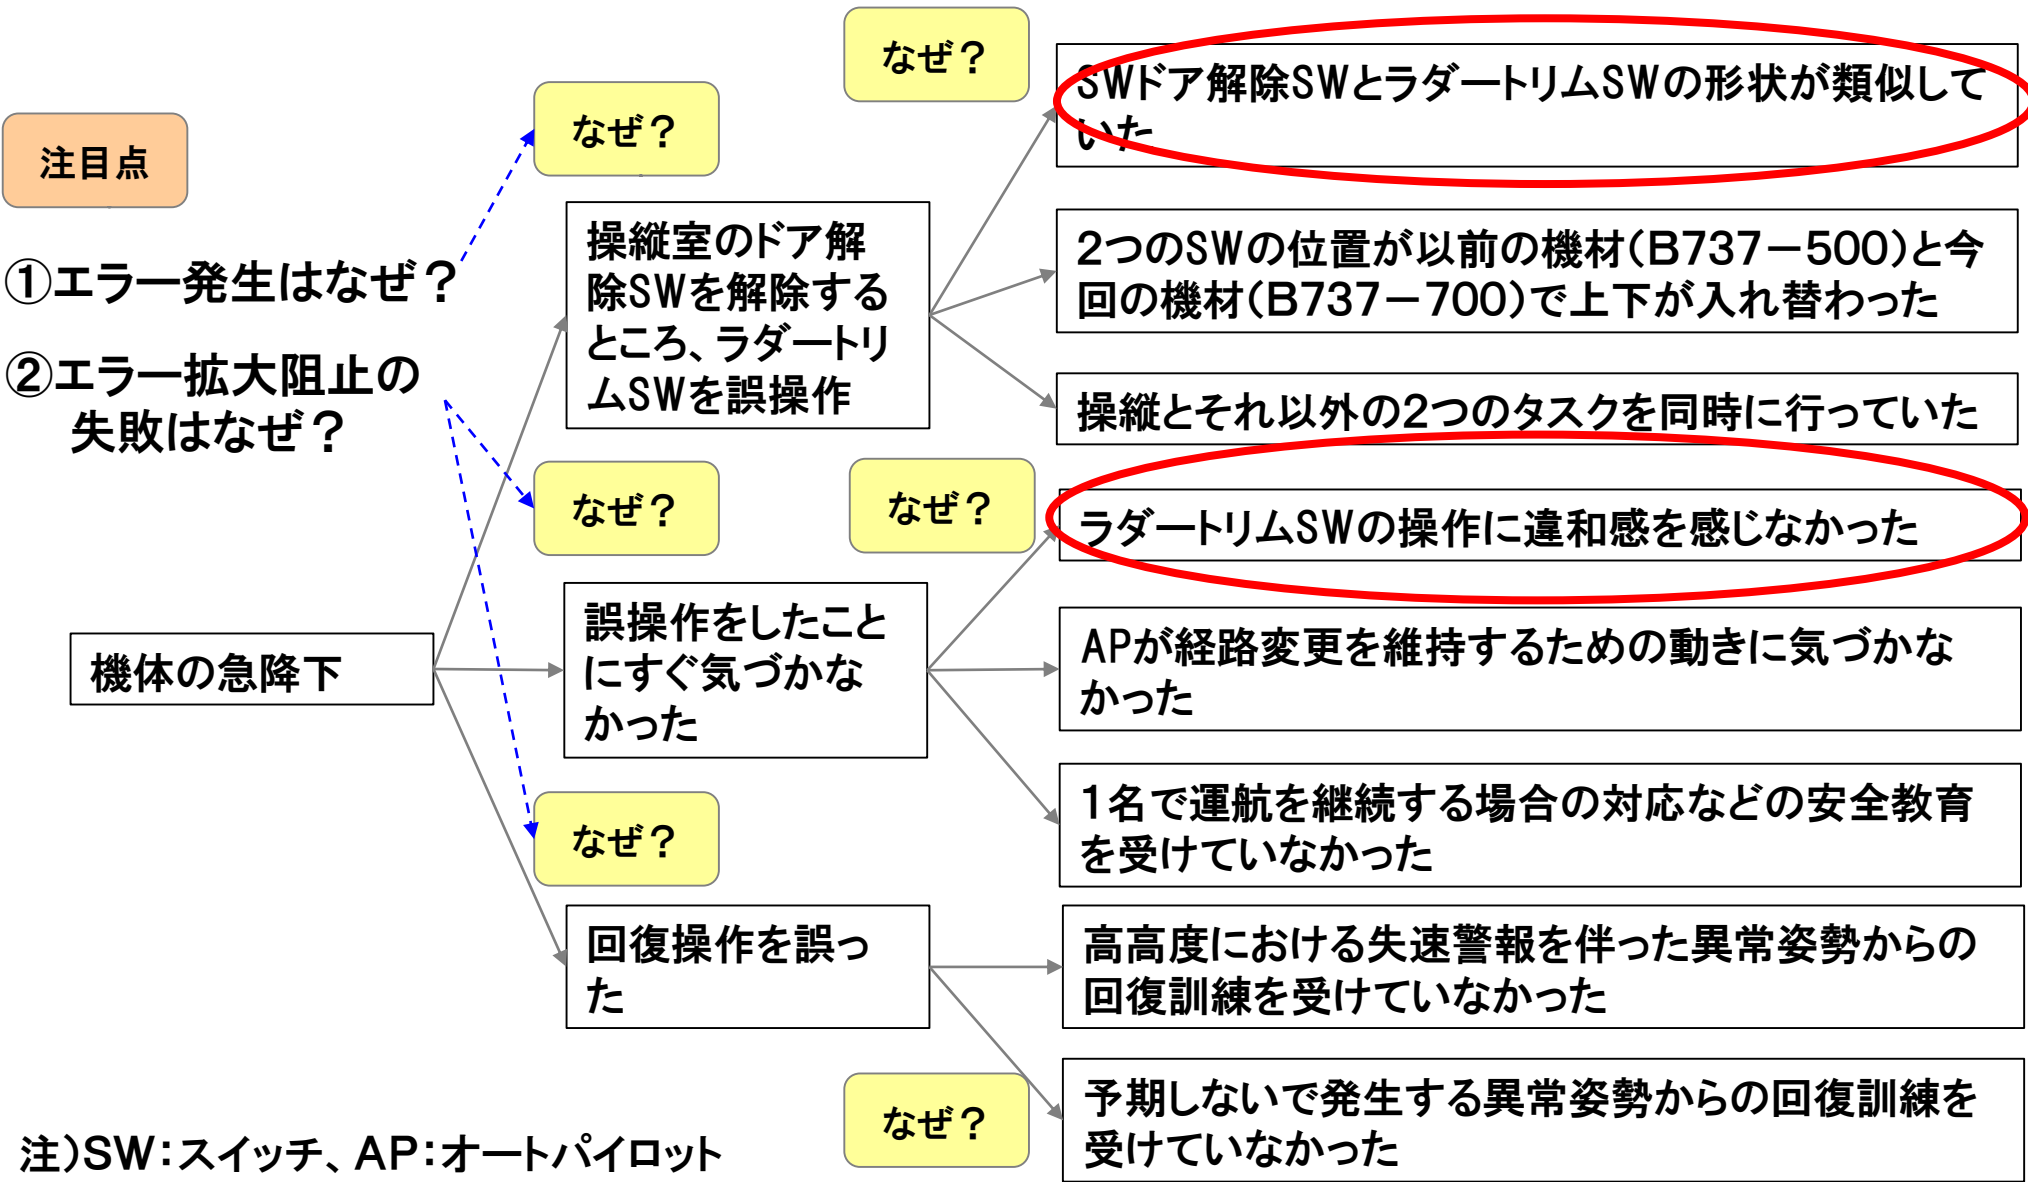 注目点
①エラー発生はなぜ？
②エラー拡大阻止の
失敗はなぜ？
機体の急降下
なぜ？
操縦室のドア解
除SWを解除する
ところ、ラダートリ
ムSWを誤操作
なぜ？
誤操作をしたこと
にすぐ気づかな
かった
なぜ？
回復操作を誤っ
た
なぜ？
SWドア解除SWとラダートリムSWの形状が類似して
いた
２つのSWの位置が以前の機材（B737－500）と今
回の機材（B737－700）で上下が入れ替わった
操縦とそれ以外の２つのタスクを同時に行っていた
なぜ？
ラダートリムSWの操作に違和感を感じなかった
APが経路変更を維持するための動きに気づかな
かった
１名で運航を継続する場合の対応などの安全教育
を受けていなかった
高高度における失速警報を伴った異常姿勢からの
回復訓練を受けていなかった
なぜ？
予期しないで発生する異常姿勢からの回復訓練を
受けていなかった
注）SW：スイッチ、AP：オートパイロット